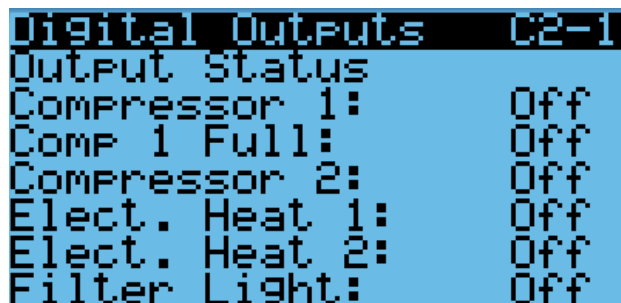 Digital Outputs C2-1
Output Status
Compressor 1: Off
Comp 1 Full: Off
Compressor 2: Off
Elect. Heat 1: Off
Elect. Heat 2: Off
Filter Light: Off